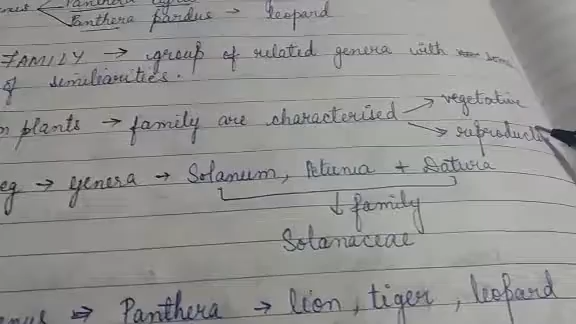 Panthera pardus → leopard
FAMILY → group of related genera with
of similiarities.
plants → family are characterised → vegetative
→ reproducti
eg → genera → Solanum, Petunia + Datura
↓ family
Solanaceae
⇒ Panthera → lion, tiger, leopard